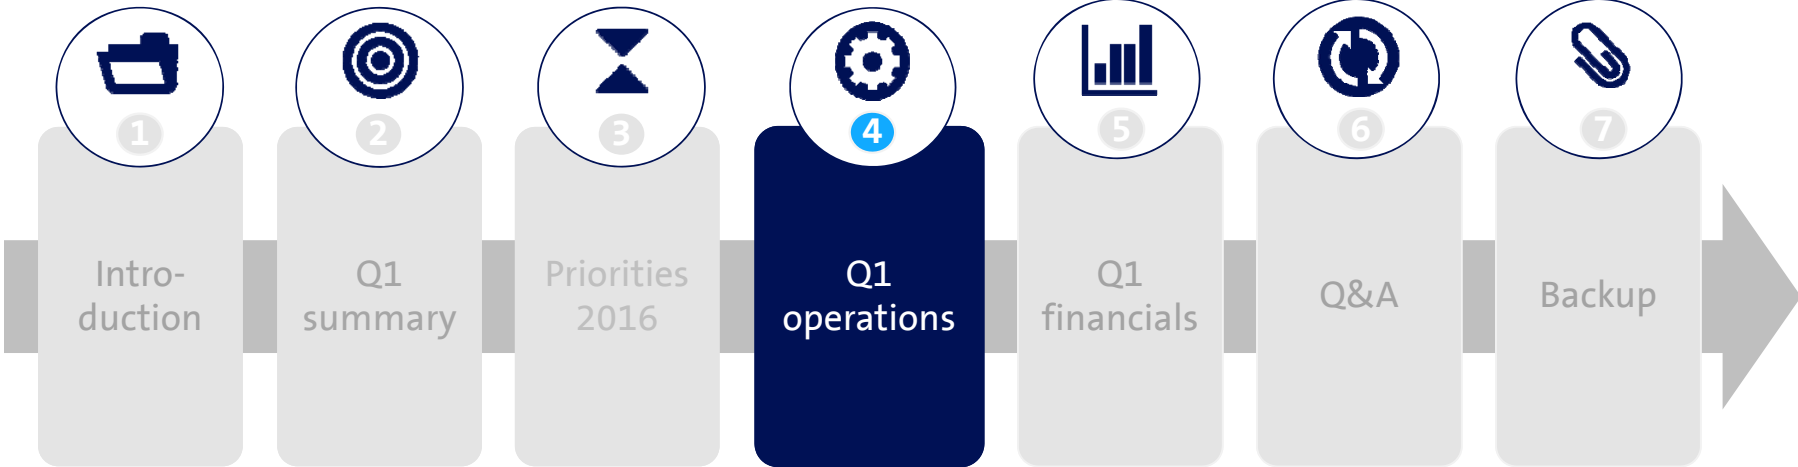 1
Intro-
duction
2
Q1
summary
3
Priorities
2016
4
Q1
operations
5
Q1
financials
6
Q&A
7
Backup